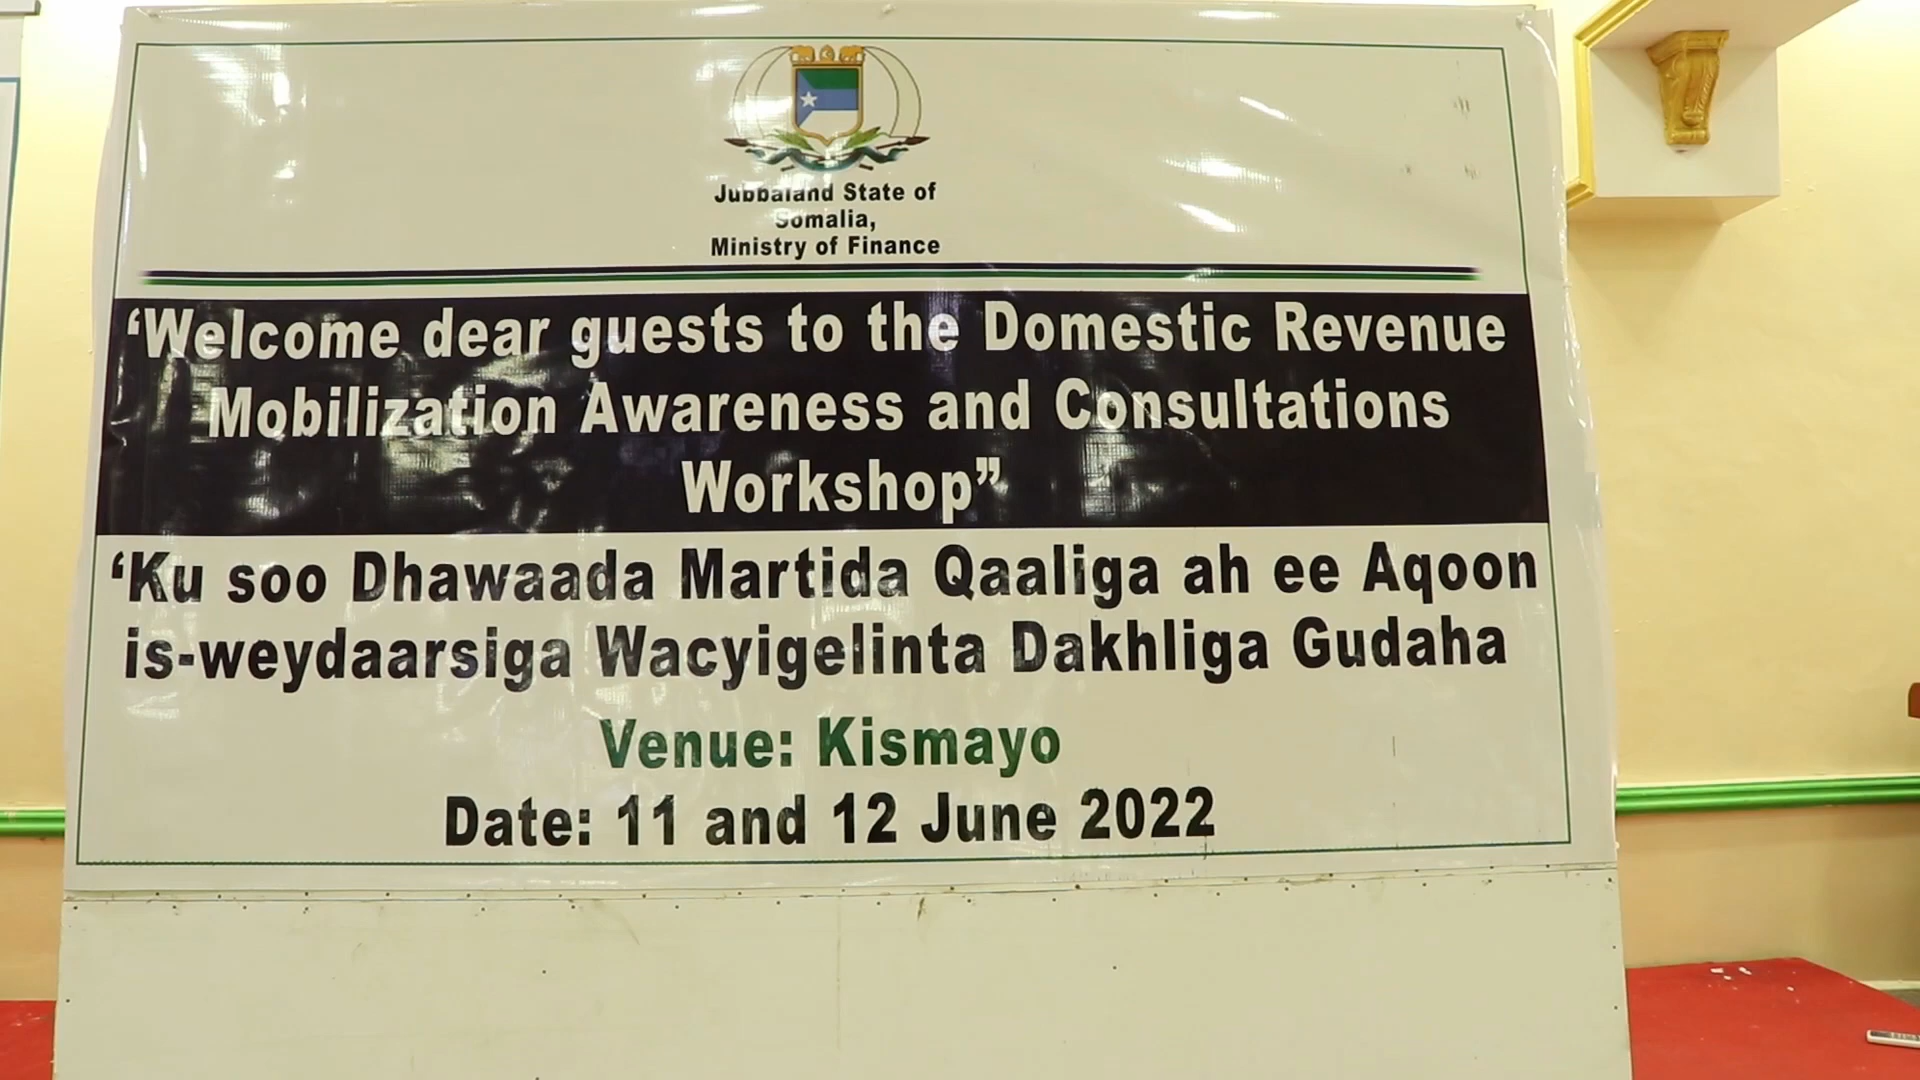 Jubbaland State of
Somalia,
Ministry of Finance
‘Welcome dear guests to the Domestic Revenue
Mobilization Awareness and Consultations
Workshop”
‘Ku soo Dhawaada Martida Qaaliga ah ee Aqoon
is-weydaarsiga Wacyigelinta Dakhliga Gudaha
Venue: Kismayo
Date: 11 and 12 June 2022